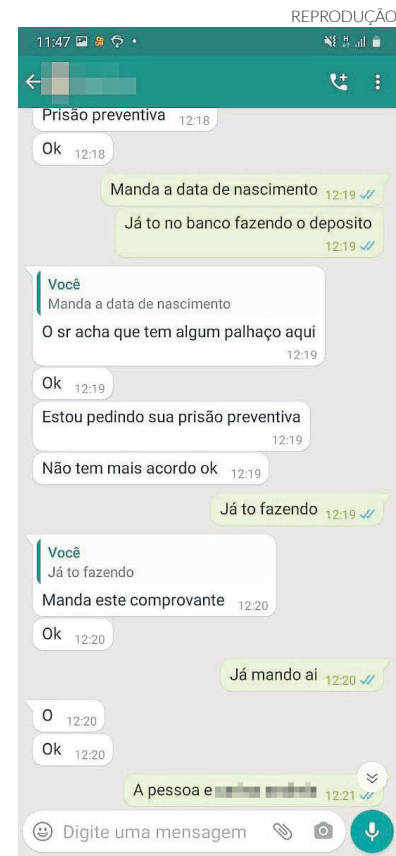 REPRODUÇÃO
11:47
Prisão preventiva 12:18
Ok 12:18
Manda a data de nascimento 12:19
Já to no banco fazendo o deposito
12:19
Você
Manda a data de nascimento
O sr acha que tem algum palhaço aqui
12:19
Ok 12:19
Estou pedindo sua prisão preventiva
12:19
Não tem mais acordo ok 12:19
Já to fazendo 12:19
Você
Já to fazendo
Manda este comprovante 12:20
Ok 12:20
Já mando ai 12:20
O 12:20
Ok 12:20
A pessoa e 12:21
Digite uma mensagem